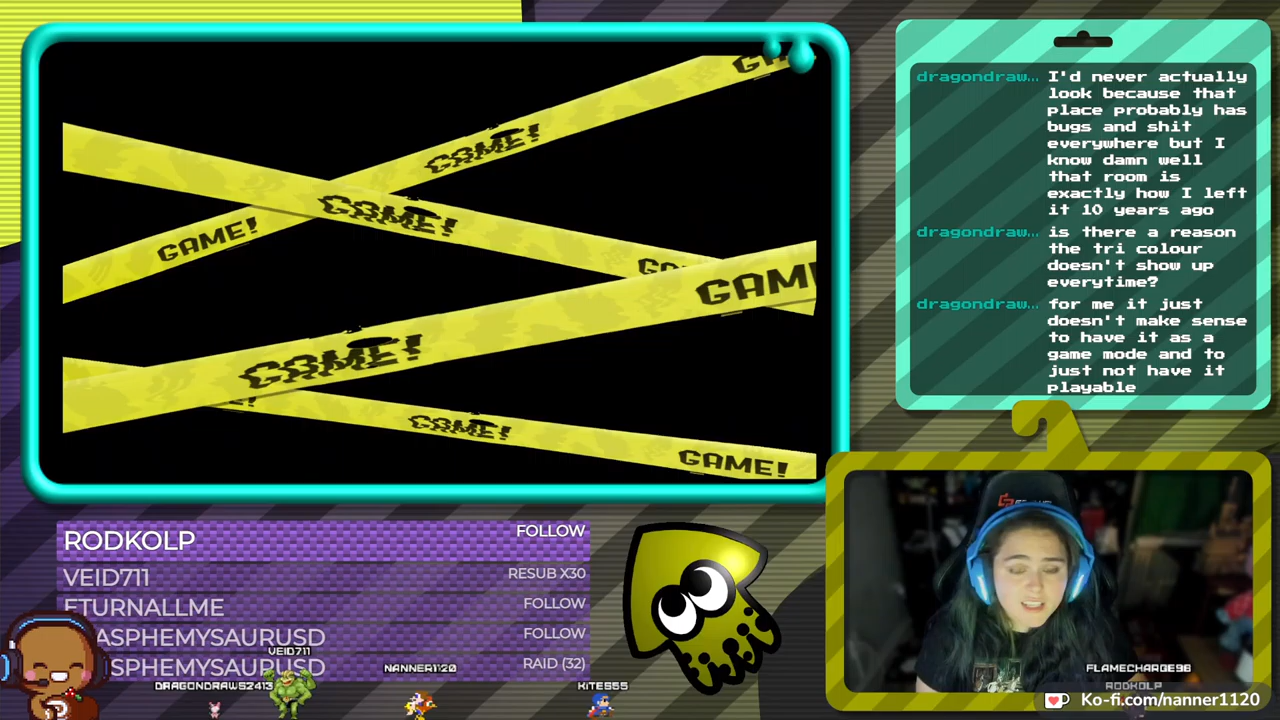 GAME!
GAME!
GAME!
GAME!
GAME!
GAME!
GAME!
dragondraw... I'd never actually
look because that
place probably has
bugs and shit
everywhere but I
know damn well
that room is
exactly how I left
it 10 years ago
dragondraw... is there a reason
the tri colour
doesn't show up
everytime?
dragondraw... for me it just
doesn't make sense
to have it as a
game mode and to
just not have it
playable
RODKOLP FOLLOW
VEID711 RESUB X30
ETURNALLME FOLLOW
ASPHEMYSAURUSD FOLLOW
SPHEMYSAURUSD RAID (32)
VEID711
DRAGONDRAWS2413
NANNER1120
KITE555
FLAMECHARGE98
RODKOLP
Ko-fi.com/nanner1120